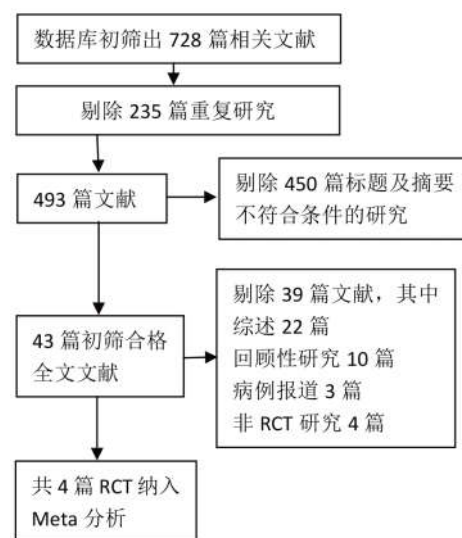 数据库初筛出 728 篇相关文献
剔除 235 篇重复研究
493 篇文献
剔除 450 篇标题及摘要
不符合条件的研究
43 篇初筛合格
全文文献
剔除 39 篇文献，其中
综述 22 篇
回顾性研究 10 篇
病例报道 3 篇
非 RCT 研究 4 篇
共 4 篇 RCT 纳入
Meta 分析